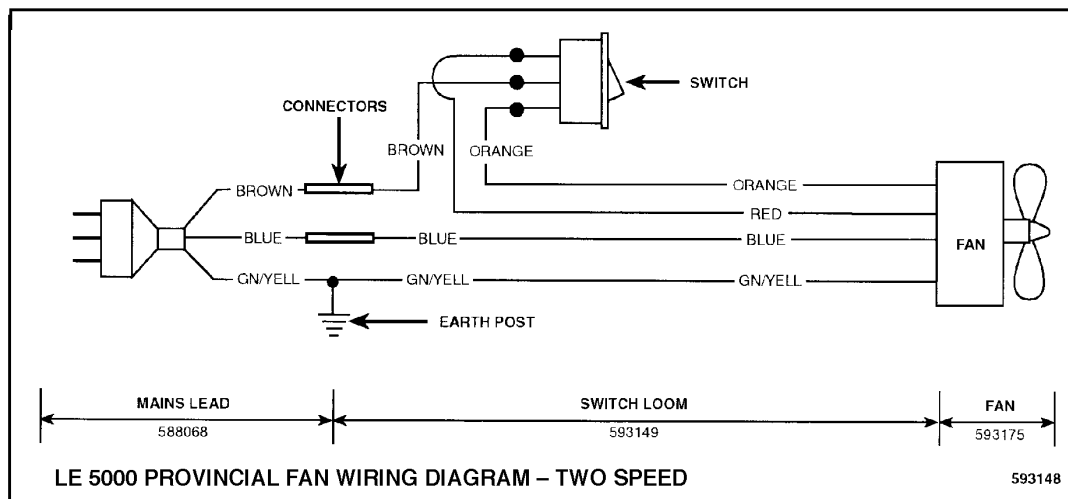 SWITCH
CONNECTORS
BROWN ORANGE
BROWN ORANGE
RED
BLUE BLUE BLUE
FAN
GN/YELL GN/YELL GN/YELL
EARTH POST
MAINS LEAD SWITCH LOOM FAN
588068 593149 593175
LE 5000 PROVINCIAL FAN WIRING DIAGRAM – TWO SPEED 593148